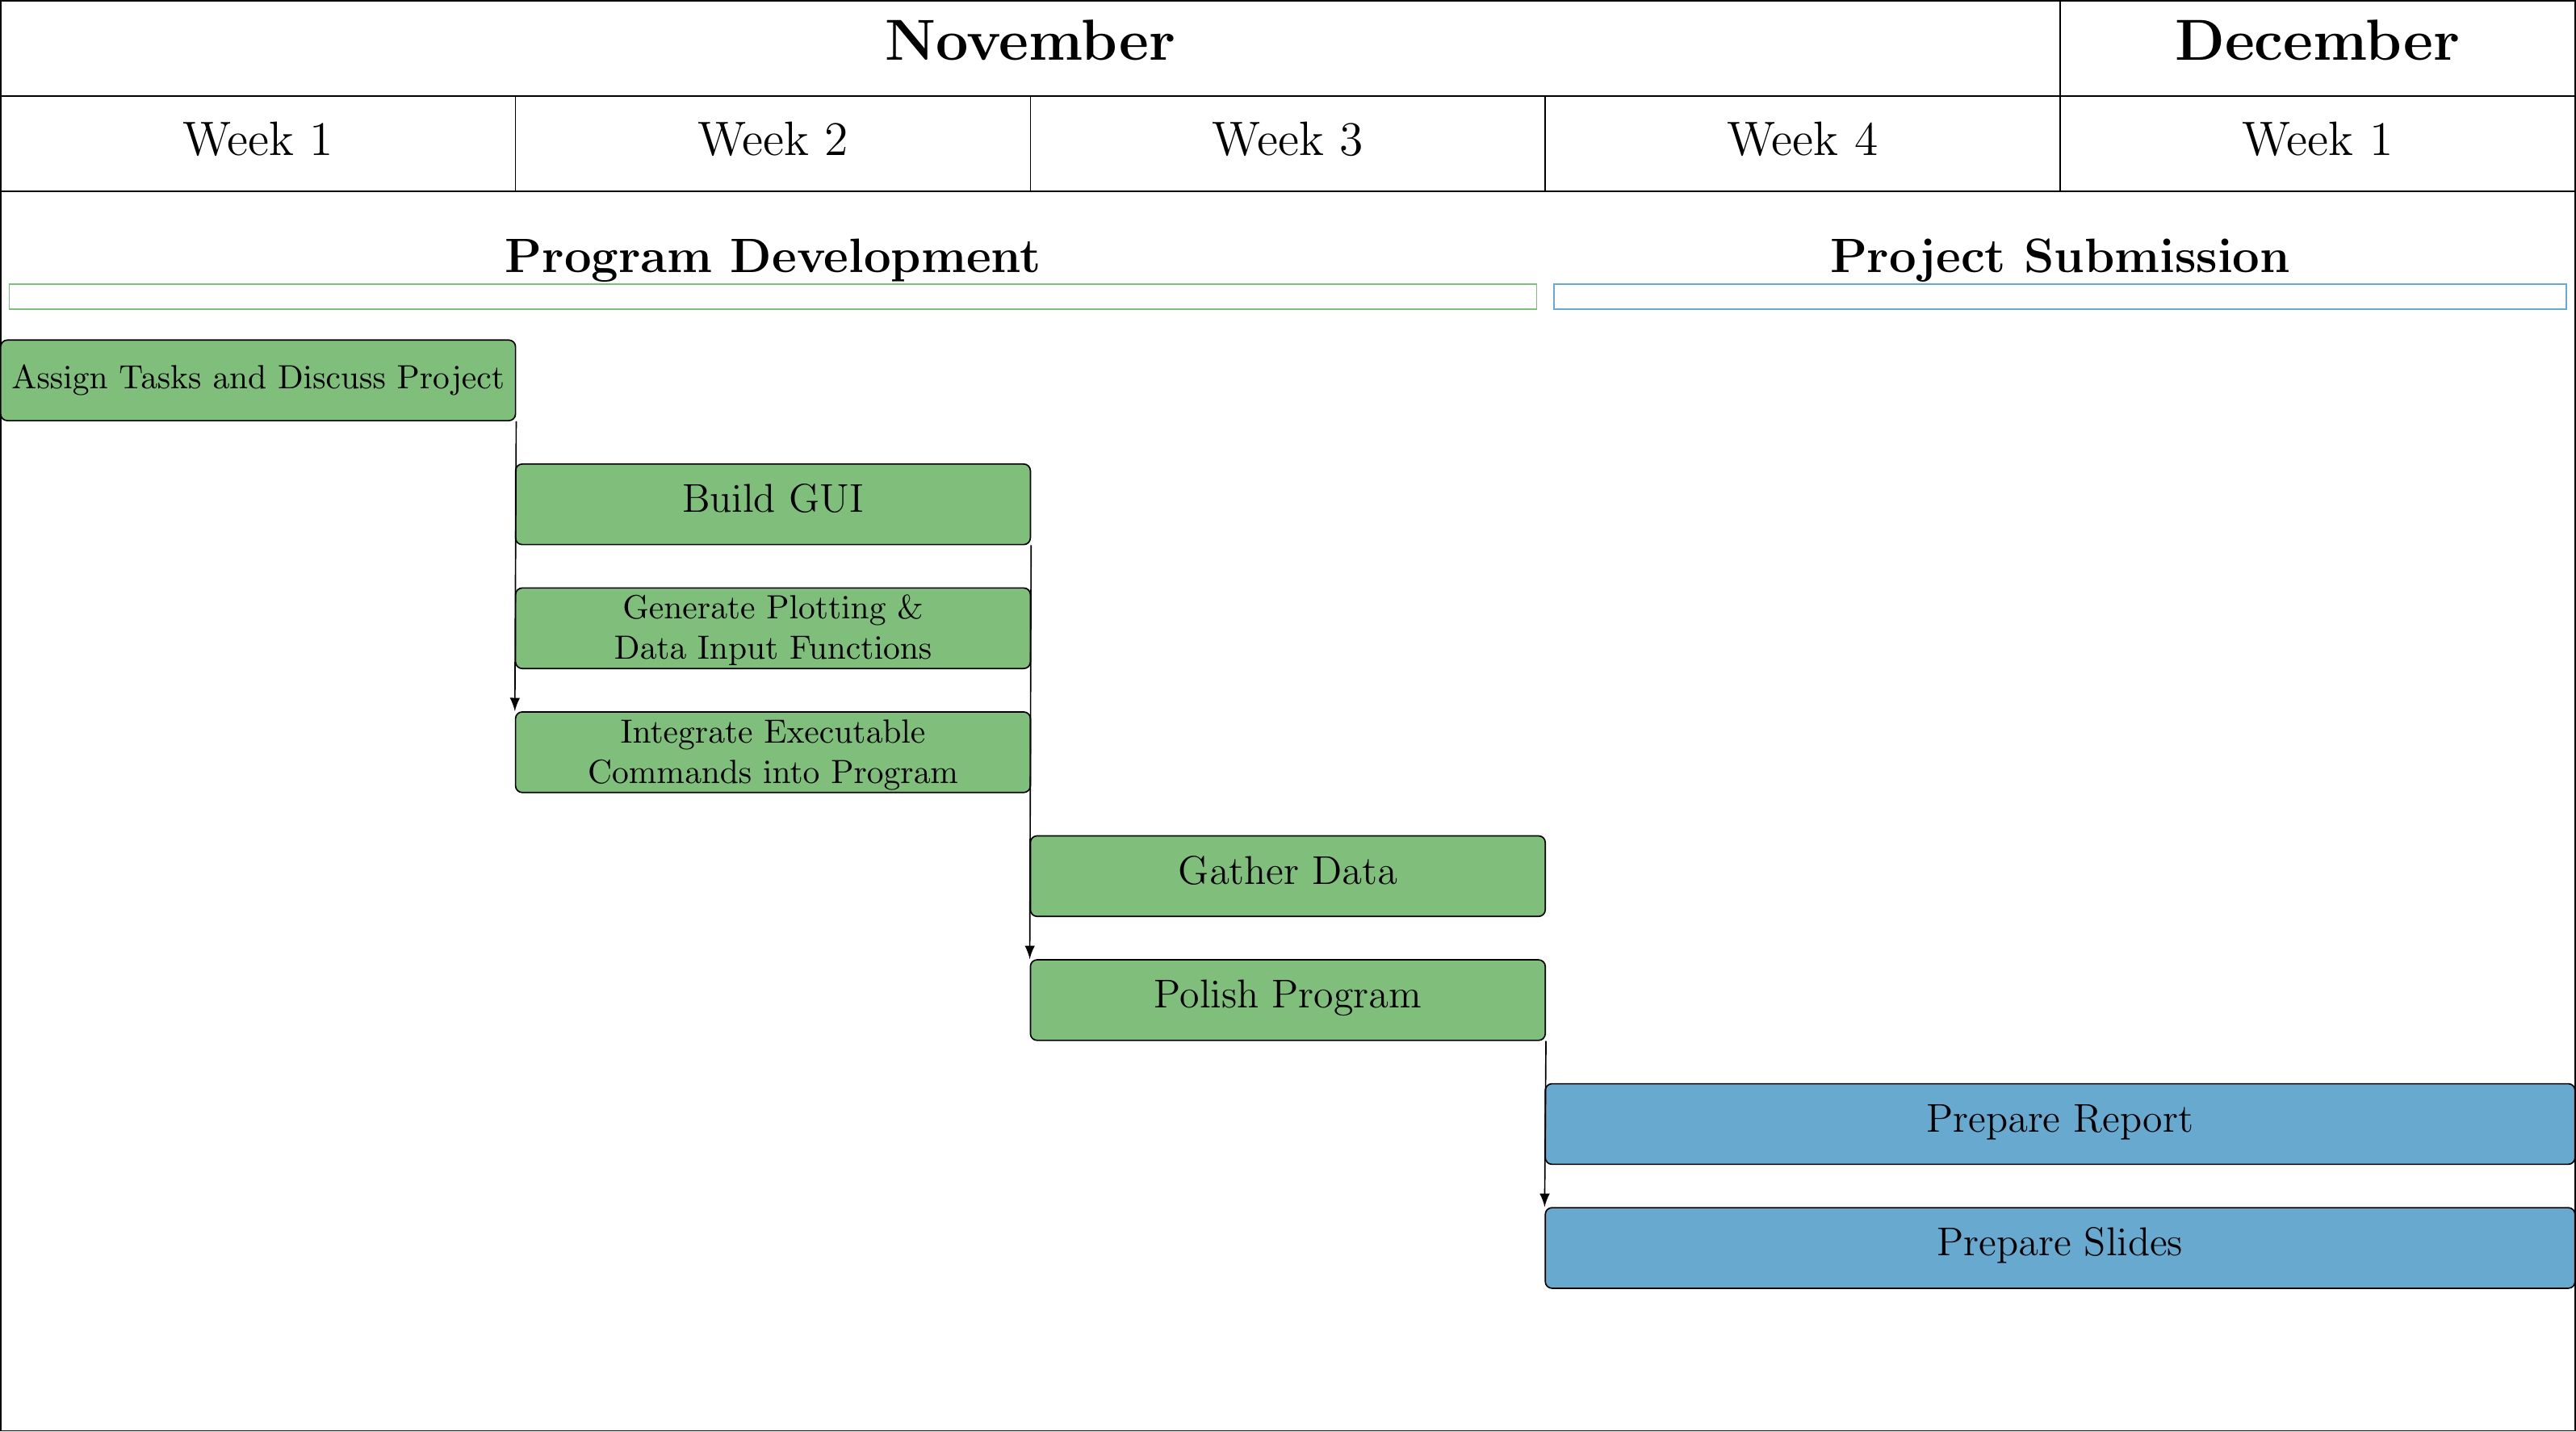 November
December
Week 1
Week 2
Week 3
Week 4
Week 1
Program Development
Project Submission
Assign Tasks and Discuss Project
Build GUI
Generate Plotting &
Data Input Functions
Integrate Executable
Commands into Program
Gather Data
Polish Program
Prepare Report
Prepare Slides